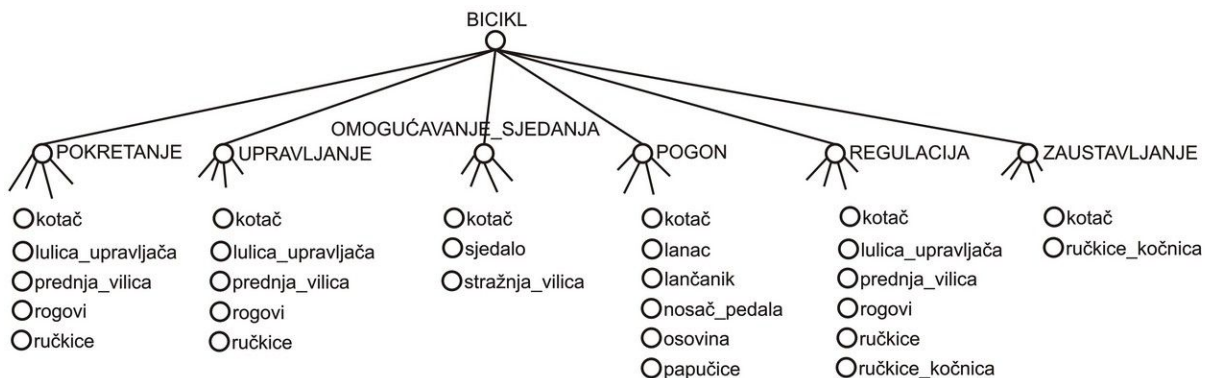 BICIKL
OMOGUĆAVANJE_SJEDANJA
POKRETANJE
UPRAVLJANJE
POGON
REGULACIJA
ZAUSTAVLJANJE
kotač
lulica_upravljača
prednja_vilica
rogovi
ručkice
kotač
lulica_upravljača
prednja_vilica
rogovi
ručkice
kotač
sjedalo
stražnja_vilica
kotač
lanac
lančanik
nosač_pedala
osovina
papučice
kotač
lulica_upravljača
prednja_vilica
rogovi
ručkice
ručkice_kočnica
kotač
ručkice_kočnica